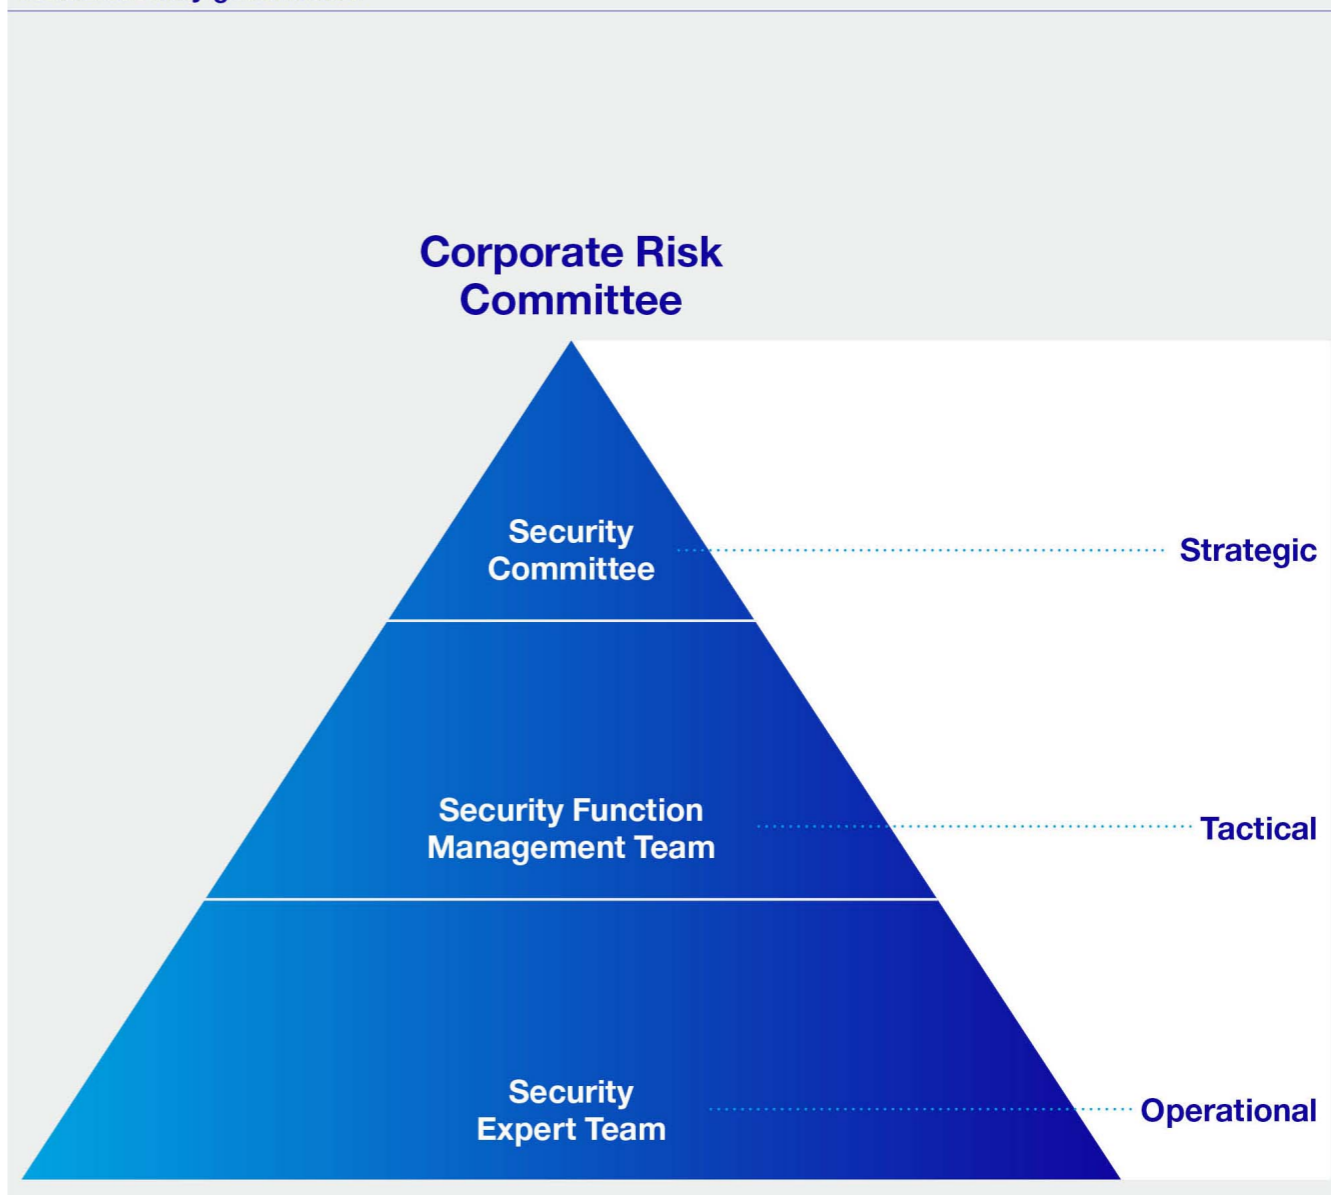 Corporate Risk
Committee
Security
Committee
Strategic
Security Function
Management Team
Tactical
Security
Expert Team
Operational